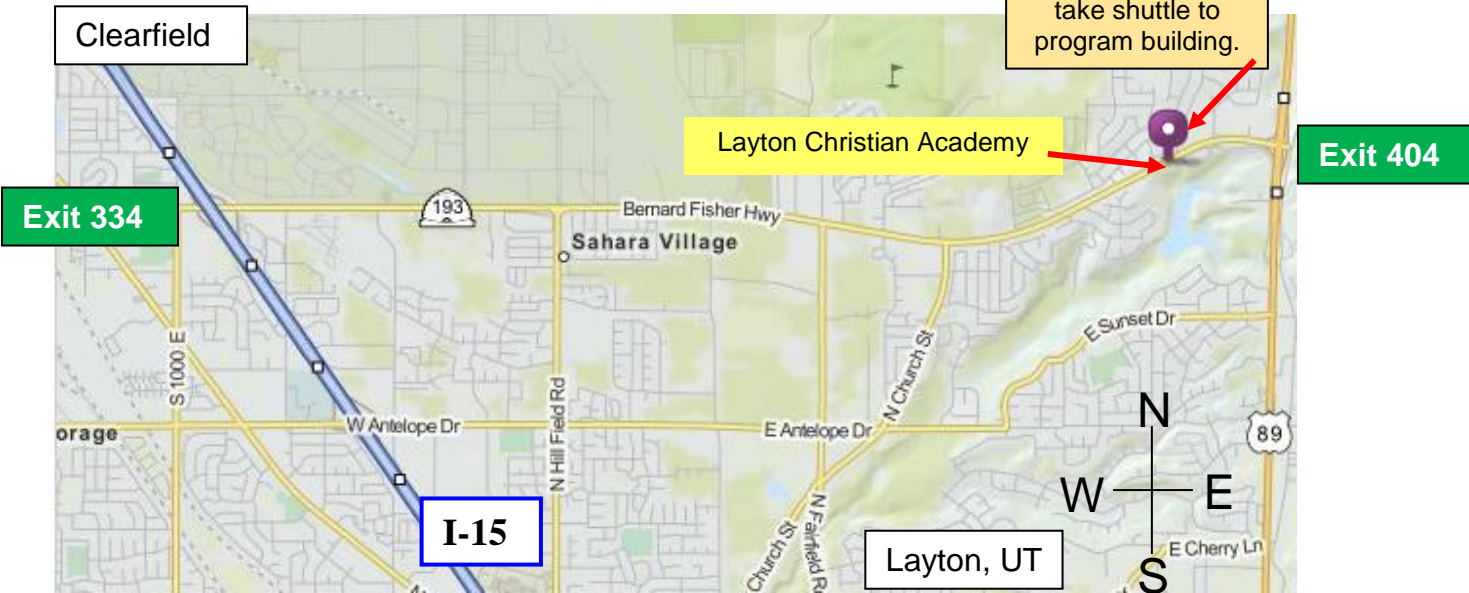 take shuttle to
program building.
Clearfield
Layton Christian Academy
Exit 404
Exit 334
193
Bernard Fisher Hwy
Sahara Village
E Sunset Dr
S 1000 E
N Church St
N Hill Field Rd
W Antelope Dr
E Antelope Dr
orage
89
N
W
E
S
I-15
N Fairfield R
Church St
Layton, UT
E Cherry Ln